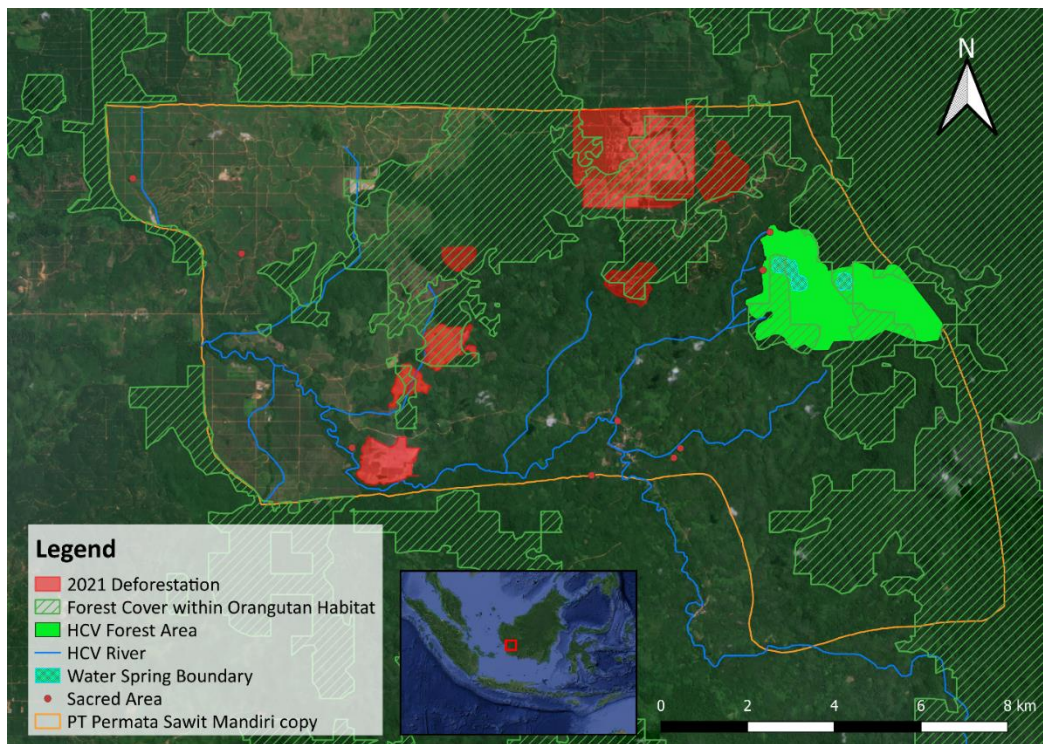 N
Legend
2021 Deforestation
Forest Cover within Orangutan Habitat
HCV Forest Area
HCV River
Water Spring Boundary
Sacred Area
PT Permata Sawit Mandiri copy
0 2 4 6 8 km